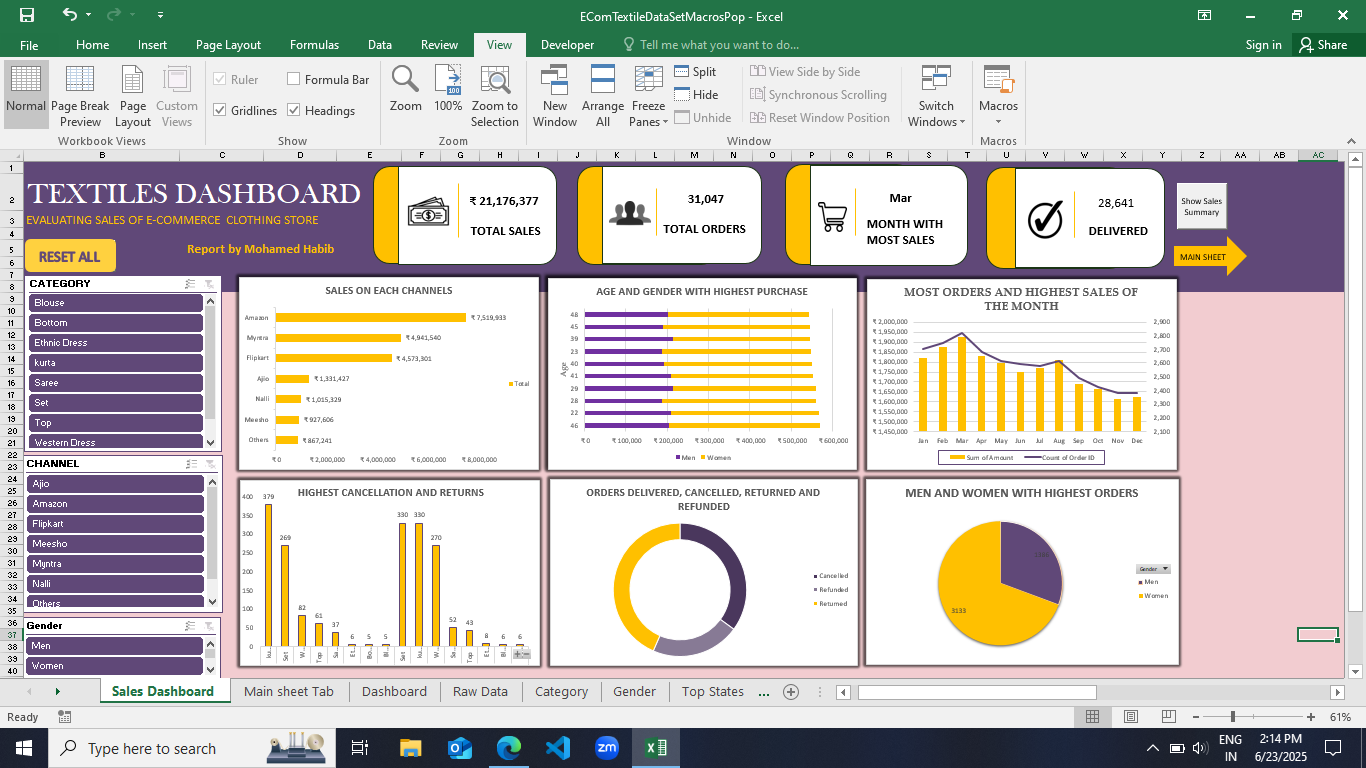 EComTextileDataSetMacrosPop - Excel
File Home Insert Page Layout Formulas Data Review View Developer Tell me what you want to do... Sign in Share
Normal Page Break Preview Page Layout Custom Views
Workbook Views
Ruler Formula Bar
Gridlines Headings
Show
Zoom 100% Zoom to Selection
Zoom
New Window Arrange All Freeze Panes
Split
Hide
Unhide
View Side by Side
Synchronous Scrolling
Reset Window Position
Switch Windows
Window
Macros
Macros
B C D E F G H I J K L M N O P Q R S T U V W X Y Z AA AB AC
TEXTILES DASHBOARD
EVALUATING SALES OF E-COMMERCE CLOTHING STORE
RESET ALL
Report by Mohamed Habib
₹ 21,176,377
TOTAL SALES
31,047
TOTAL ORDERS
Mar
MONTH WITH
MOST SALES
28,641
DELIVERED
Show Sales
Summary
MAIN SHEET
CATEGORY
Blouse
Bottom
Ethnic Dress
kurta
Saree
Set
Top
Western Dress
CHANNEL
Ajio
Amazon
Flipkart
Meesho
Myntra
Nalli
Others
Gender
Men
Women
SALES ON EACH CHANNELS
Amazon ₹ 7,519,933
Myntra ₹ 4,941,540
Flipkart ₹ 4,573,301
Ajio ₹ 1,331,427
Nalli ₹ 1,015,329
Meesho ₹ 927,606
Others ₹ 867,241
Total
₹ 0 ₹ 2,000,000 ₹ 4,000,000 ₹ 6,000,000 ₹ 8,000,000
AGE AND GENDER WITH HIGHEST PURCHASE
Age
48
45
39
23
40
41
29
28
22
46
₹ 0 ₹ 100,000 ₹ 200,000 ₹ 300,000 ₹ 400,000 ₹ 500,000 ₹ 600,000
Men Women
MOST ORDERS AND HIGHEST SALES OF
THE MONTH
₹ 2,000,000 2,900
₹ 1,950,000 2,800
₹ 1,900,000
₹ 1,850,000 2,700
₹ 1,800,000 2,600
₹ 1,750,000 2,500
₹ 1,700,000
₹ 1,650,000 2,400
₹ 1,600,000 2,300
₹ 1,550,000
₹ 1,500,000 2,200
₹ 1,450,000 2,100
Jan Feb Mar Apr May Jun Jul Aug Sep Oct Nov Dec
Sum of Amount Count of Order ID
HIGHEST CANCELLATION AND RETURNS
400
350
300
250
200
150
100
50
0
379 269 82 61 37 6 5 5 330 330 270 52 43 8 6 6
ku... Set W... Top Sa... Et... Bo... Bl... Set ku... W... Sa... Top Et... Bl...
ORDERS DELIVERED, CANCELLED, RETURNED AND
REFUNDED
Cancelled
Refunded
Returned
MEN AND WOMEN WITH HIGHEST ORDERS
3133
Gender
Men
Women
Sales Dashboard Main sheet Tab Dashboard Raw Data Category Gender Top States ...
Ready 61%
Type here to search
ENG
IN
2:14 PM
6/23/2025